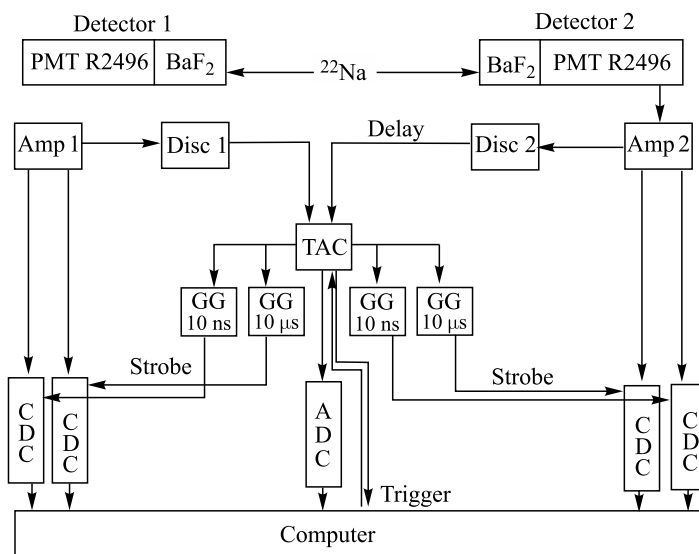 Detector 1
Detector 2
PMT R2496
BaF2
22Na
BaF2
PMT R2496
Amp 1
Disc 1
Delay
Disc 2
Amp 2
TAC
GG
10 ns
GG
10 μs
GG
10 ns
GG
10 μs
Strobe
Strobe
CDC
CDC
ADC
CDC
CDC
Trigger
Computer